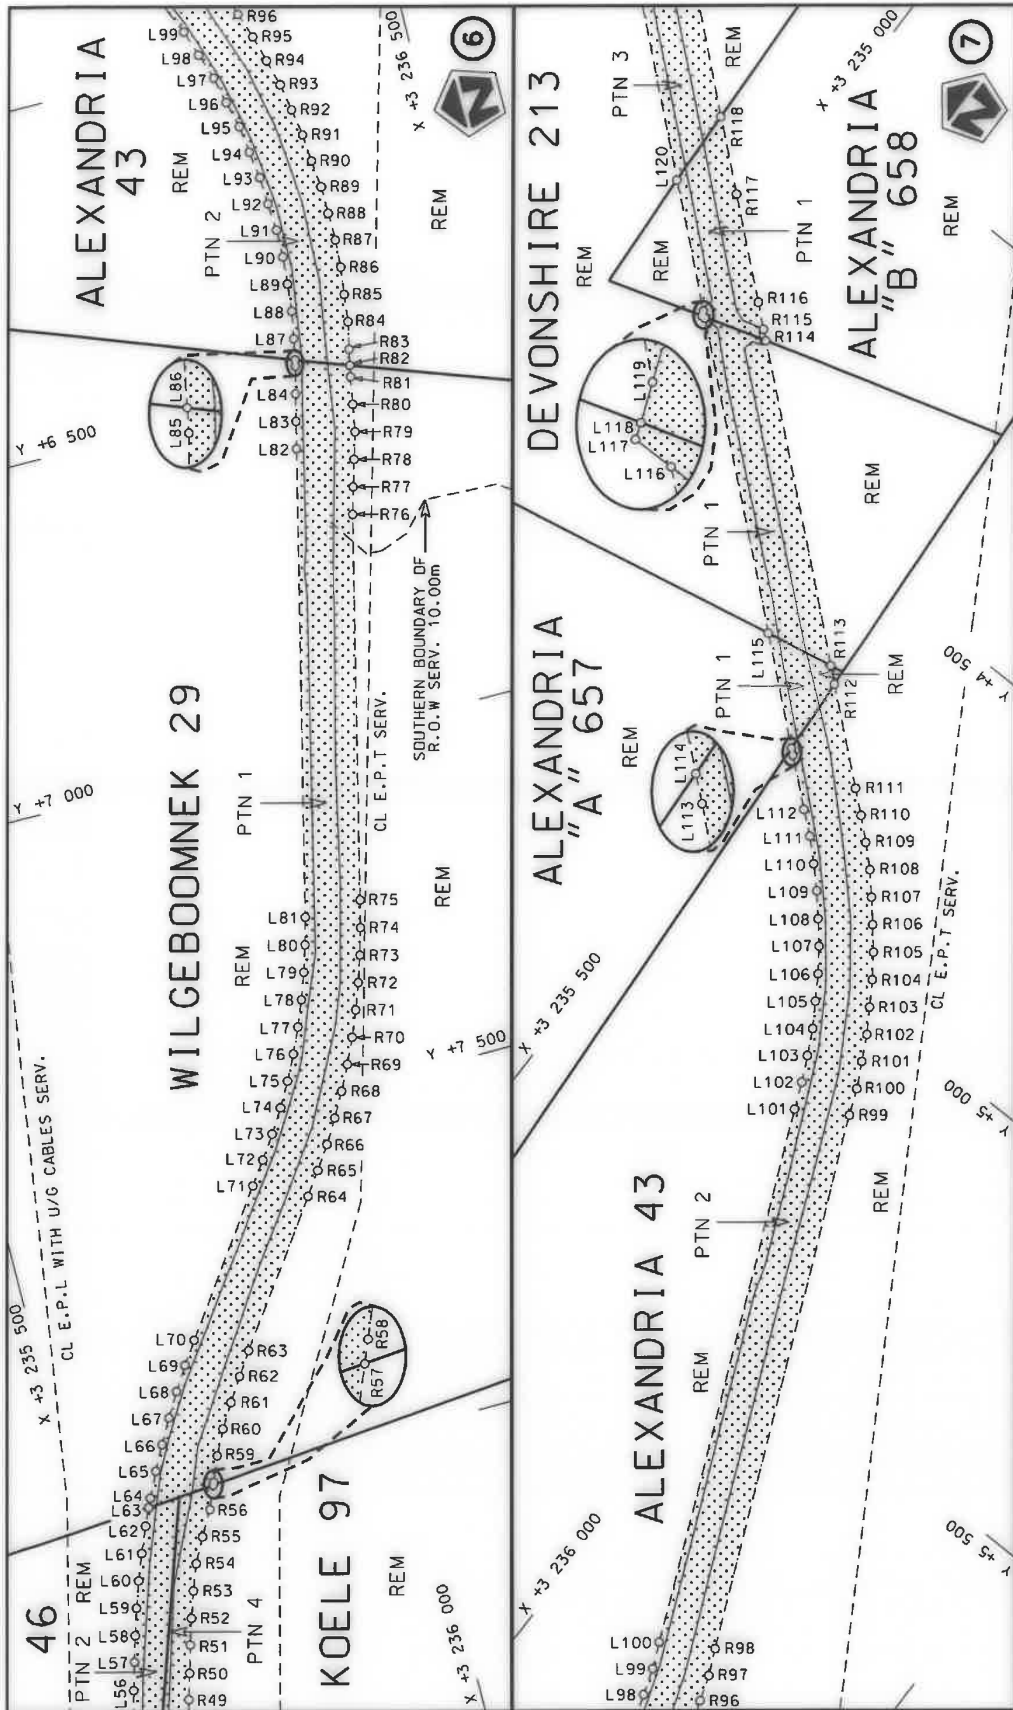 6
ALEXANDRIA
43
REM
PTN 2
X +3 236 500
REM
L99
L98
L97
L96
L95
L94
L93
L92
L91
L90
L89
L88
L87
R96
R95
R94
R93
R92
R91
R90
R89
R88
R87
R86
R85
R84
R83
R82
R81
R80
R79
R78
R77
R76
L86
L85
L84
L83
L82
Y +6 500
SOUTHERN BOUNDARY OF
R.O.W SERV. 10.00m
WILGEBOOMNEK 29
Y +7 000
PTN 1
CL E.P.T SERV.
REM
REM
L81
L80
L79
L78
L77
L76
L75
L74
L73
L72
L71
R75
R74
R73
R72
R71
R70
R69
R68
R67
R66
R65
R64
Y +7 500
CL E.P.L WITH U/G CABLES SERV.
X +3 235 500
L70
L69
L68
L67
L66
L65
L64
L63
L62
L61
L60
L59
L58
L57
L56
R63
R62
R61
R60
R59
R58
R57
R56
R55
R54
R53
R52
R51
R50
R49
46
PTN 2
REM
PTN 4
KOELE 97
REM
X +3 236 000
7
DEVONSHIRE 213
PTN 3
REM
X +3 235 000
L120
R118
R117
R116
R115
R114
REM
REM
PTN 1
ALEXANDRIA
"B" 658
REM
L119
L118
L117
L116
PTN 1
REM
ALEXANDRIA
"A" 657
REM
L115
PTN 1
R113
R112
REM
Y +4 500
L114
L113
L112
L111
L110
L109
L108
L107
L106
L105
L104
L103
L102
L101
R111
R110
R109
R108
R107
R106
R105
R104
R103
R102
R101
R100
R99
CL E.P.T SERV.
X +3 235 500
Y +5 000
ALEXANDRIA 43
PTN 2
REM
REM
X +3 236 000
Y +5 500
L100
L99
L98
R98
R97
R96